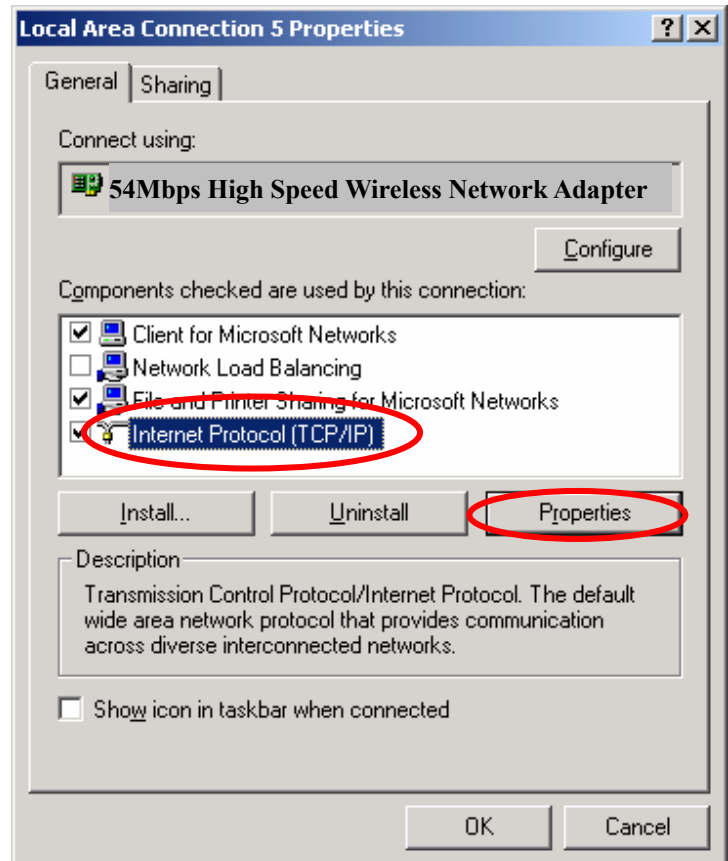 Local Area Connection 5 Properties
General Sharing
Connect using:
54Mbps High Speed Wireless Network Adapter
Configure
Components checked are used by this connection:
Client for Microsoft Networks
Network Load Balancing
File and Printer Sharing for Microsoft Networks
Internet Protocol (TCP/IP)
Install... Uninstall Properties
Description
Transmission Control Protocol/Internet Protocol. The default
wide area network protocol that provides communication
across diverse interconnected networks.
Show icon in taskbar when connected
OK Cancel